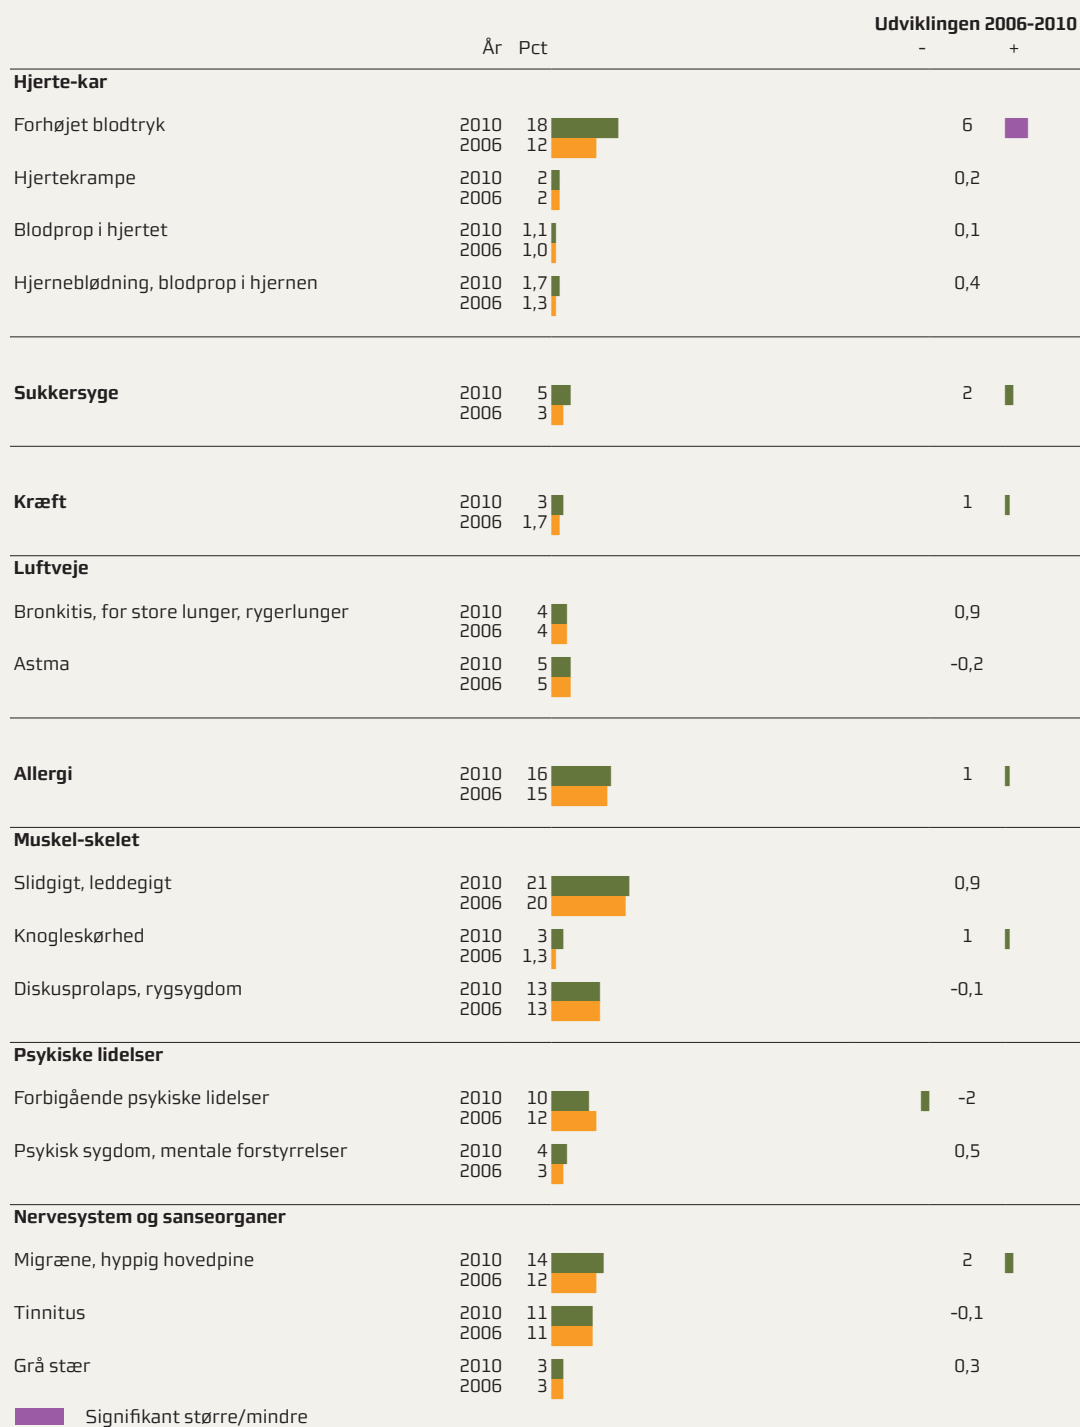 Udviklingen 2006-2010
År Pct - +
Hjerte-kar
Forhøjet blodtryk 2010 18 6
2006 12
Hjertekrampe 2010 2 0,2
2006 2
Blodprop i hjertet 2010 1,1 0,1
2006 1,0
Hjerneblødning, blodprop i hjernen 2010 1,7 0,4
2006 1,3
Sukkersyge 2010 5 2
2006 3
Kræft 2010 3 1
2006 1,7
Luftveje
Bronkitis, for store lunger, rygerlunger 2010 4 0,9
2006 4
Astma 2010 5 -0,2
2006 5
Allergi 2010 16 1
2006 15
Muskel-skelet
Slidgigt, leddegigt 2010 21 0,9
2006 20
Knogleskørhed 2010 3 1
2006 1,3
Diskusprolaps, rygsygdom 2010 13 -0,1
2006 13
Psykiske lidelser
Forbigående psykiske lidelser 2010 10 -2
2006 12
Psykisk sygdom, mentale forstyrrelser 2010 4 0,5
2006 3
Nervesystem og sanseorganer
Migræne, hyppig hovedpine 2010 14 2
2006 12
Tinnitus 2010 11 -0,1
2006 11
Grå stær 2010 3 0,3
2006 3
Signifikant større/mindre